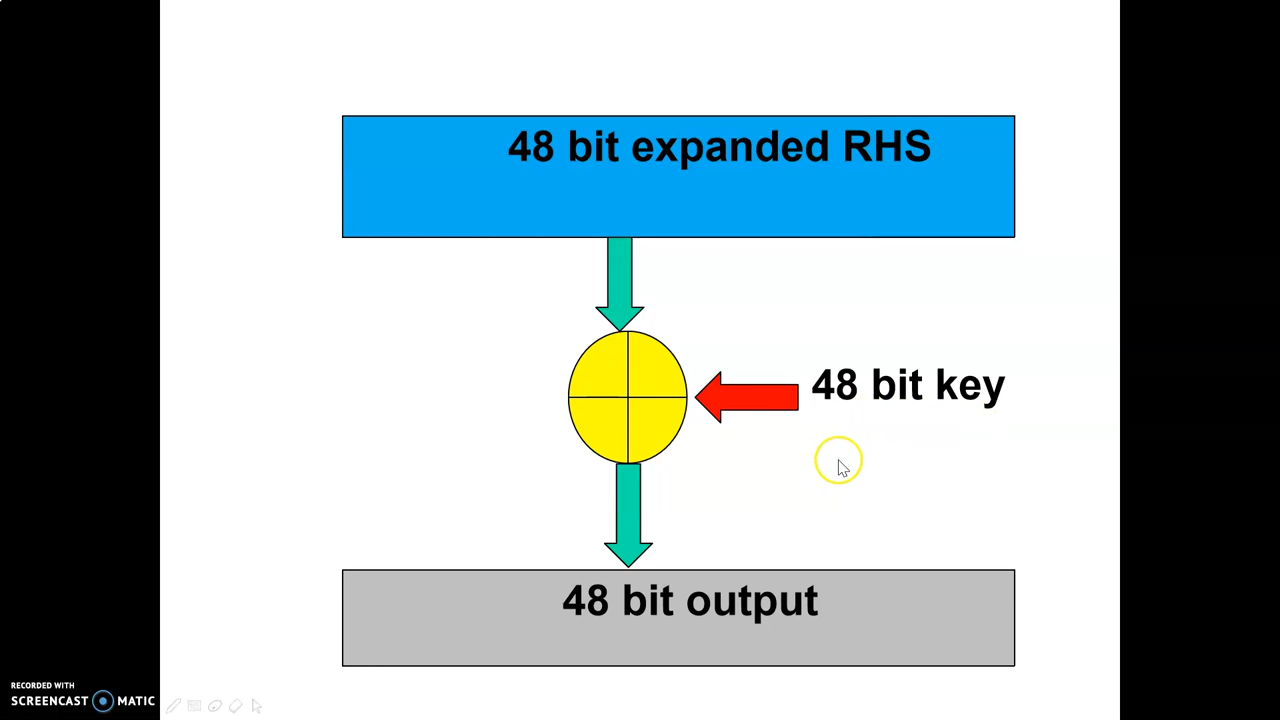 48 bit expanded RHS
48 bit key
48 bit output
RECORDED WITH
SCREENCAST MATIC